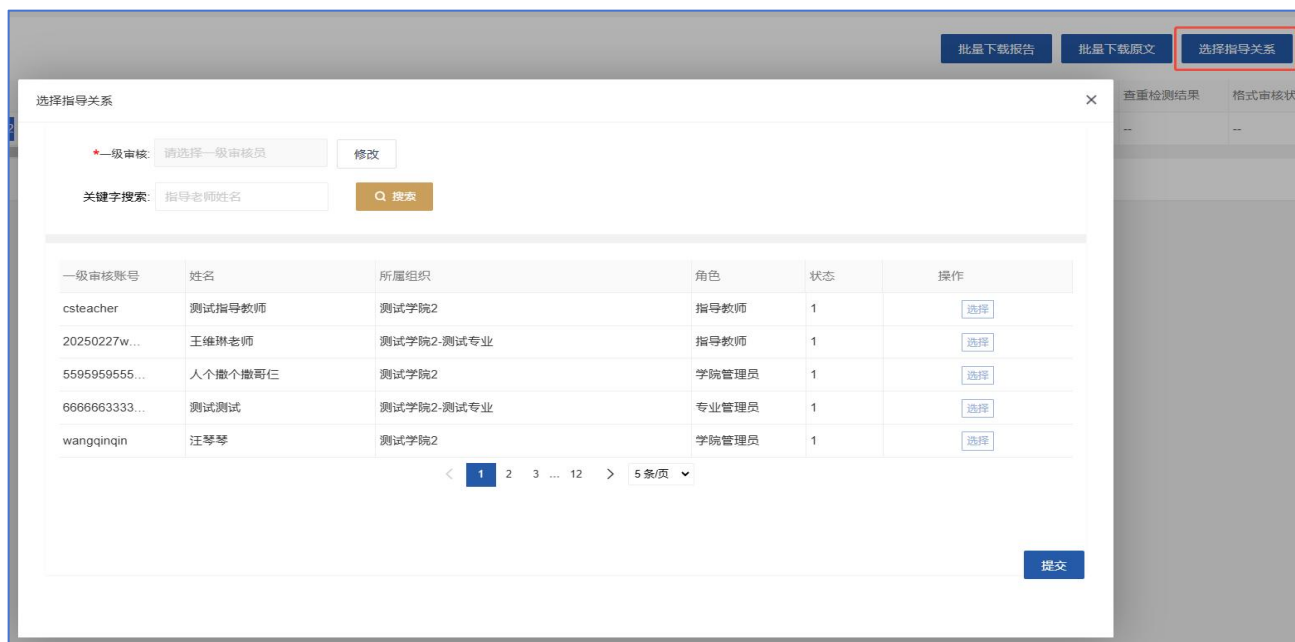 批量下载报告 批量下载原文 选择指导关系
选择指导关系 × 查重检测结果 格式审核状
-- --
*一级审核: 请选择一级审核员 修改
关键字搜索: 指导老师姓名 搜索
一级审核账号 姓名 所属组织 角色 状态 操作
csteacher 测试指导教师 测试学院2 指导教师 1 选择
20250227w... 王维琳老师 测试学院2-测试专业 指导教师 1 选择
5595959555... 人个撒个撒哥仨 测试学院2 学院管理员 1 选择
6666663333... 测试测试 测试学院2-测试专业 专业管理员 1 选择
wangqinqin 汪琴琴 测试学院2 学院管理员 1 选择
< 1 2 3 ... 12 > 5 条/页
提交